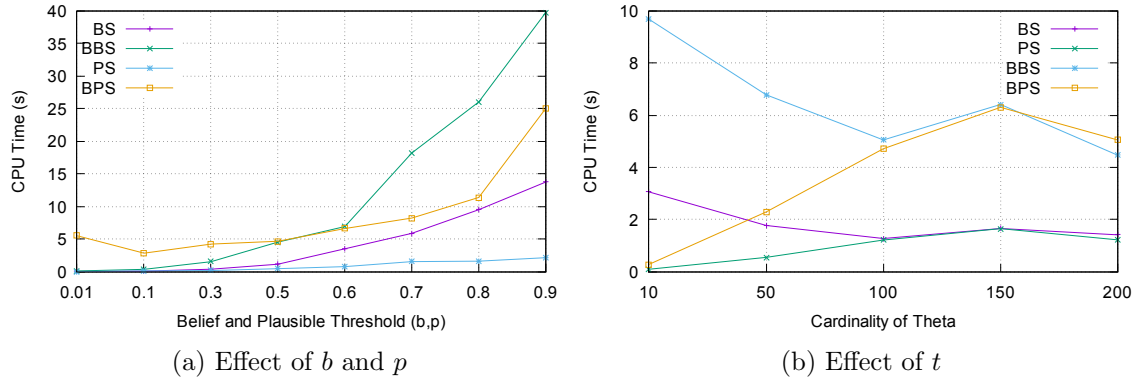 40
35
30
25
20
15
10
5
0
CPU Time (s)
BS
BBS
PS
BPS
0.01 0.1 0.3 0.5 0.6 0.7 0.8 0.9
Belief and Plausible Threshold (b,p)
(a) Effect of b and p
10
8
6
4
2
0
CPU Time (s)
BS
PS
BBS
BPS
10 50 100 150 200
Cardinality of Theta
(b) Effect of t